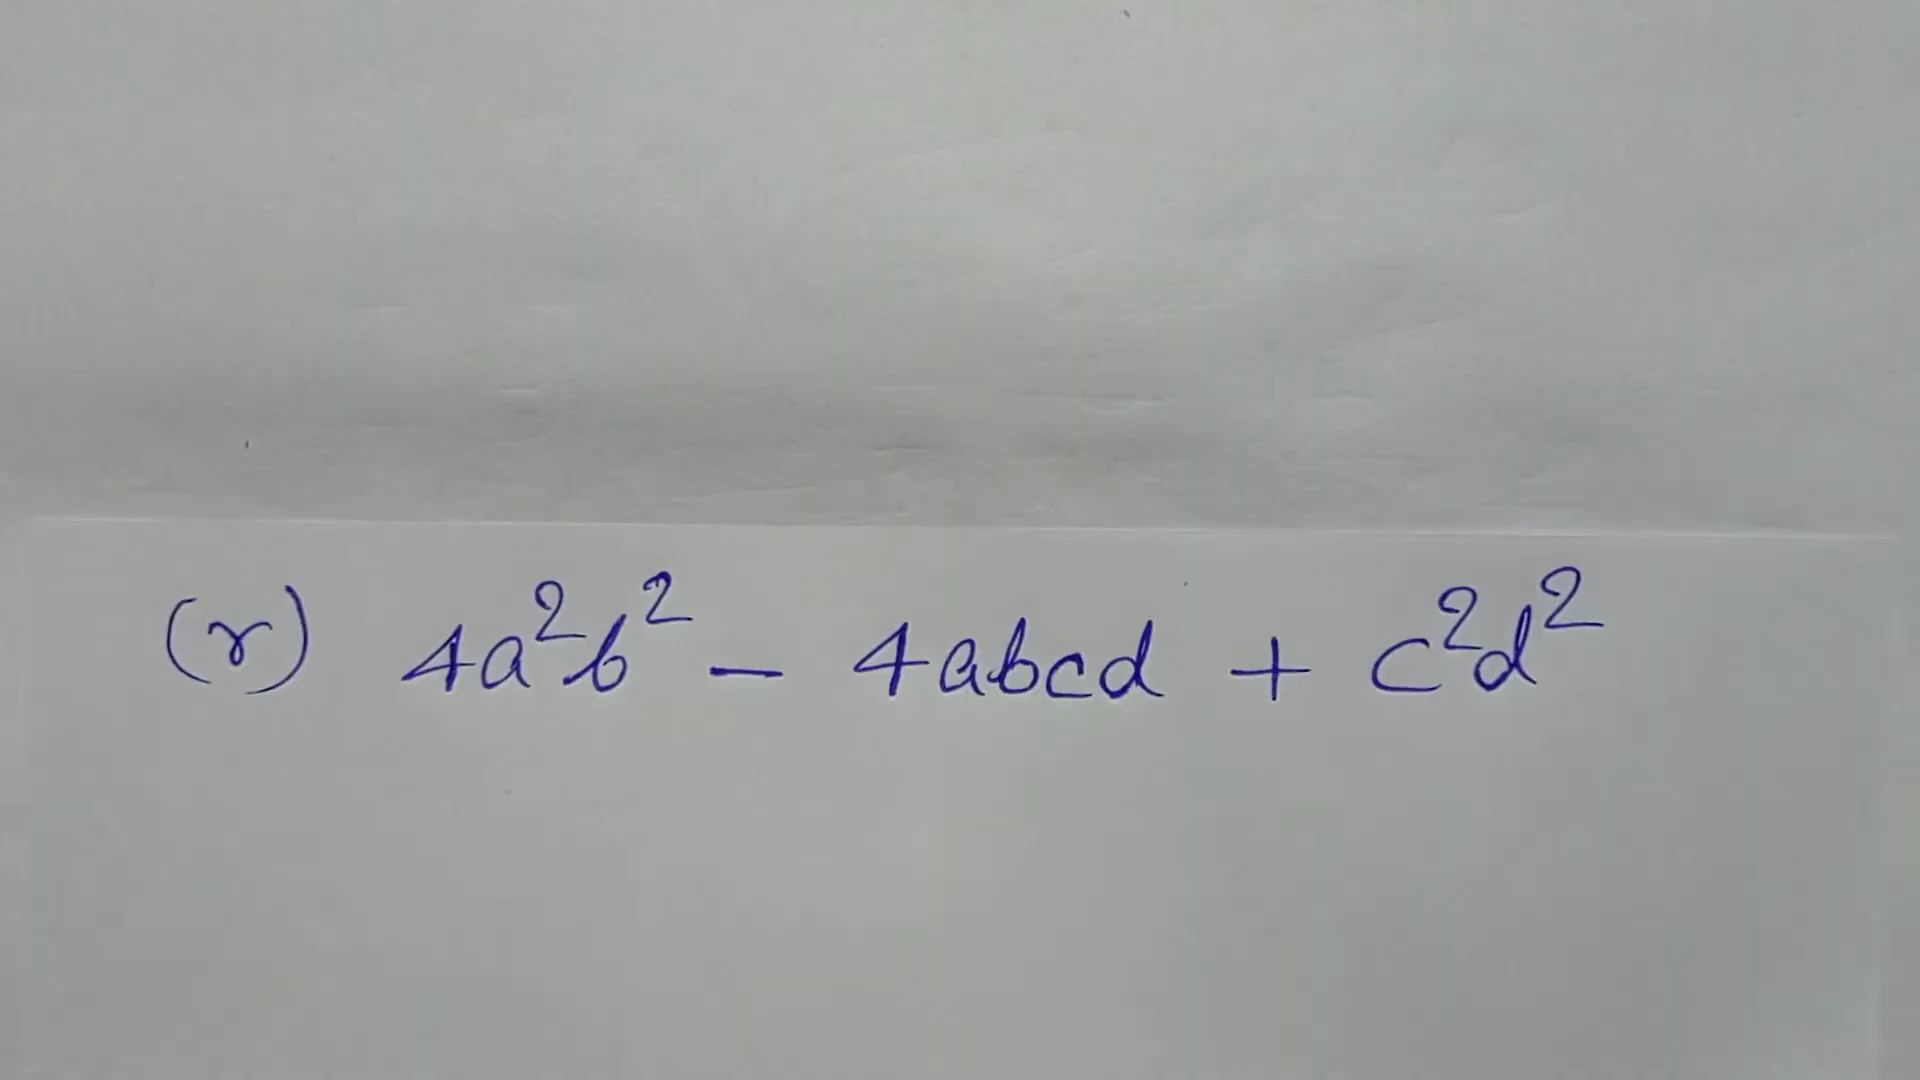 (r) 4a²b² - 4abcd + c²d²